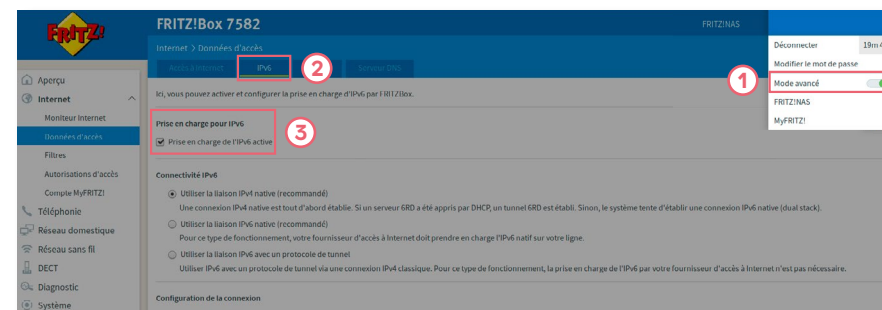 FRITZ!
FRITZ!Box 7582
FRITZ!NAS
Internet > Données d'accès
Accès à Internet
IPv6
Serveur DNS
Déconnecter
19m 4
Modifier le mot de passe
Mode avancé
FRITZ!NAS
MyFRITZ!
1
2
3
Aperçu
Internet
Moniteur Internet
Données d'accès
Filtres
Autorisations d'accès
Compte MyFRITZ!
Téléphonie
Réseau domestique
Réseau sans fil
DECT
Diagnostic
Système
Ici, vous pouvez activer et configurer la prise en charge d'IPv6 par FRITZ!Box.
Prise en charge pour IPv6
Prise en charge de l'IPv6 active
Connectivité IPv6
Utiliser la liaison IPv4 native (recommandé)
Une connexion IPv4 native est tout d'abord établie. Si un serveur 6RD a été appris par DHCP, un tunnel 6RD est établi. Sinon, le système tente d'établir une connexion IPv6 native (dual stack).
Utiliser la liaison IPv6 native (recommandé)
Pour ce type de fonctionnement, votre fournisseur d'accès à Internet doit prendre en charge l'IPv6 natif sur votre ligne.
Utiliser la liaison IPv6 avec un protocole de tunnel
Utiliser IPv6 avec un protocole de tunnel via une connexion IPv4 classique. Pour ce type de fonctionnement, la prise en charge de l'IPv6 par votre fournisseur d'accès à Internet n'est pas nécessaire.
Configuration de la connexion